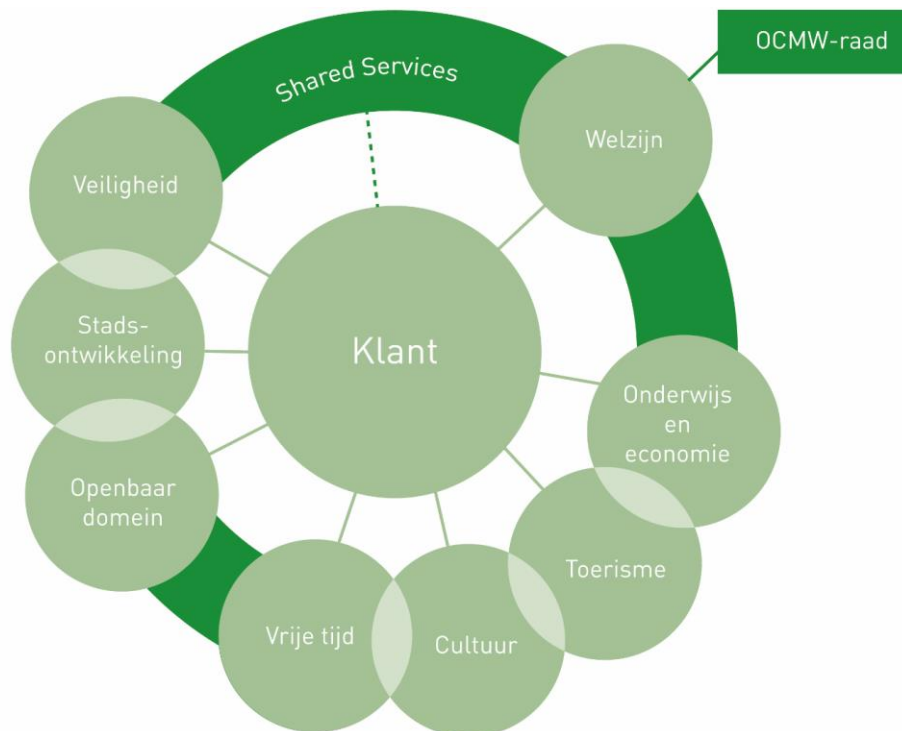 Shared Services
OCMW-raad
Welzijn
Veiligheid
Stads-
ontwikkeling
Klant
Onderwijs
en
economie
Openbaar
domein
Toerisme
Vrije tijd
Cultuur